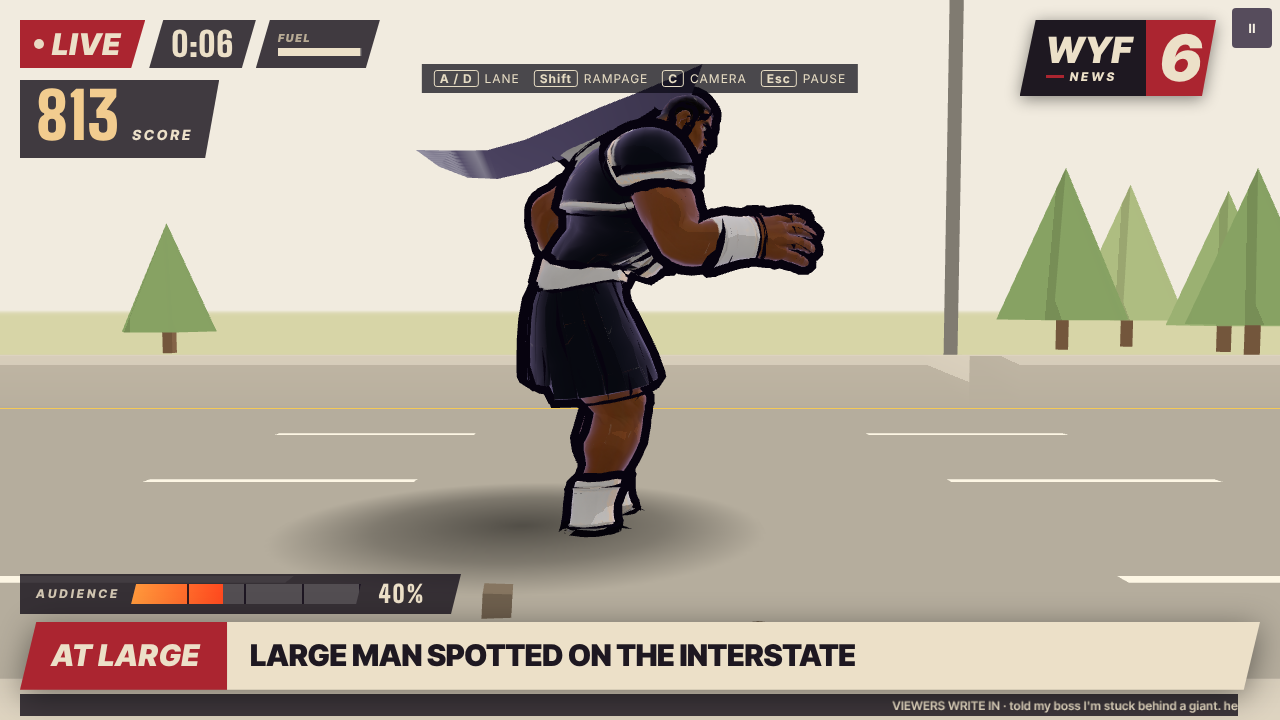 LIVE
0:06
FUEL
813 SCORE
A / D LANE Shift RAMPAGE C CAMERA Esc PAUSE
WYF
NEWS
6
AUDIENCE 40%
AT LARGE
LARGE MAN SPOTTED ON THE INTERSTATE
VIEWERS WRITE IN · told my boss I'm stuck behind a giant. he